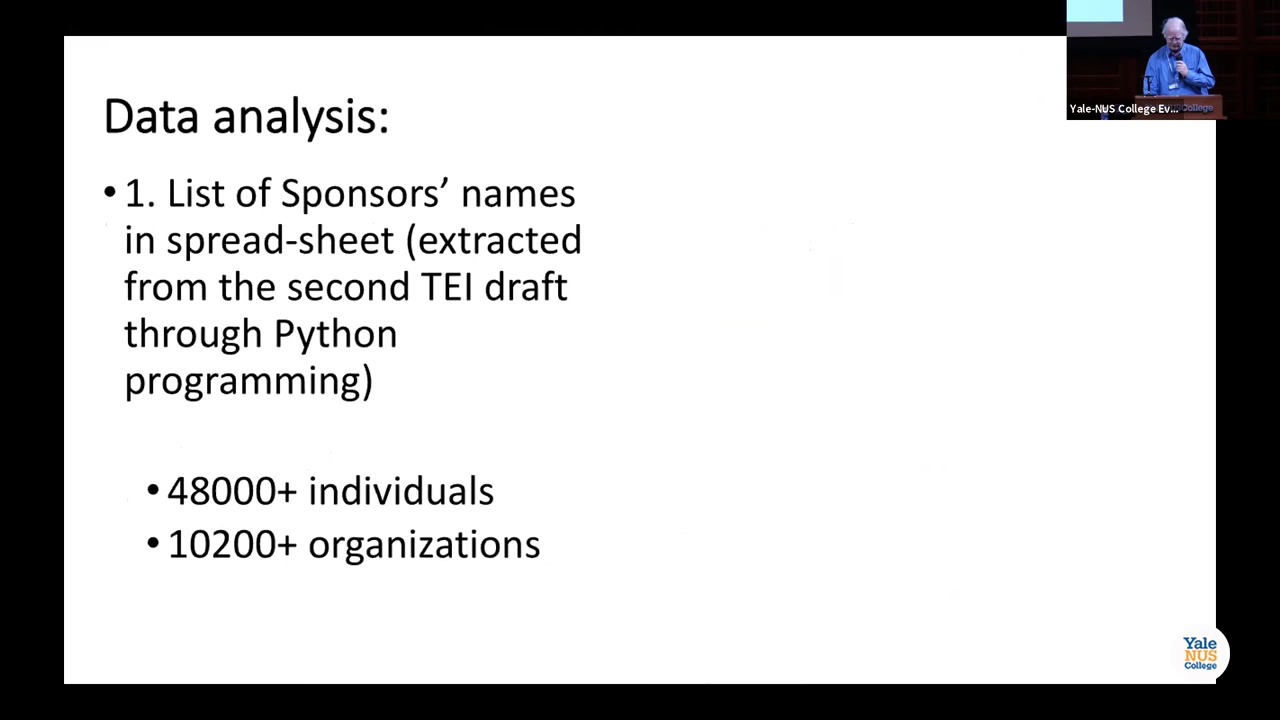 Data analysis:
• 1. List of Sponsors’ names
in spread-sheet (extracted
from the second TEI draft
through Python
programming)
• 48000+ individuals
• 10200+ organizations
Yale-NUS College Ev...
College
Yale
NUS
College